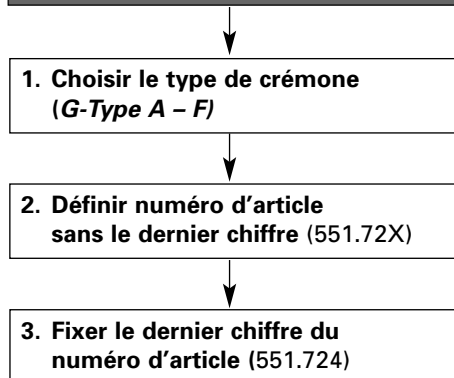 1. Choisir le type de crémone
(G-Type A – F)
2. Définir numéro d'article
sans le dernier chiffre (551.72X)
3. Fixer le dernier chiffre du
numéro d'article (551.724)